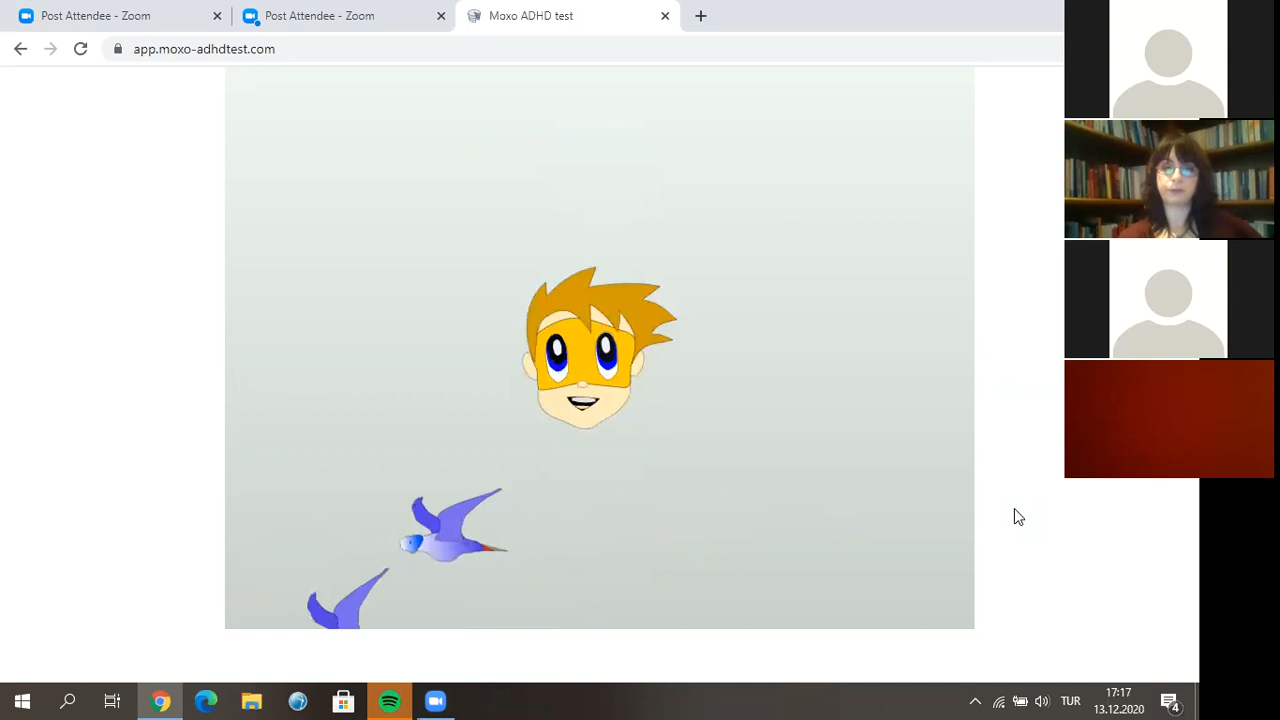 Post Attendee - Zoom
Post Attendee - Zoom
Moxo ADHD test
app.moxo-adhdtest.com
TUR
17:17
13.12.2020
4